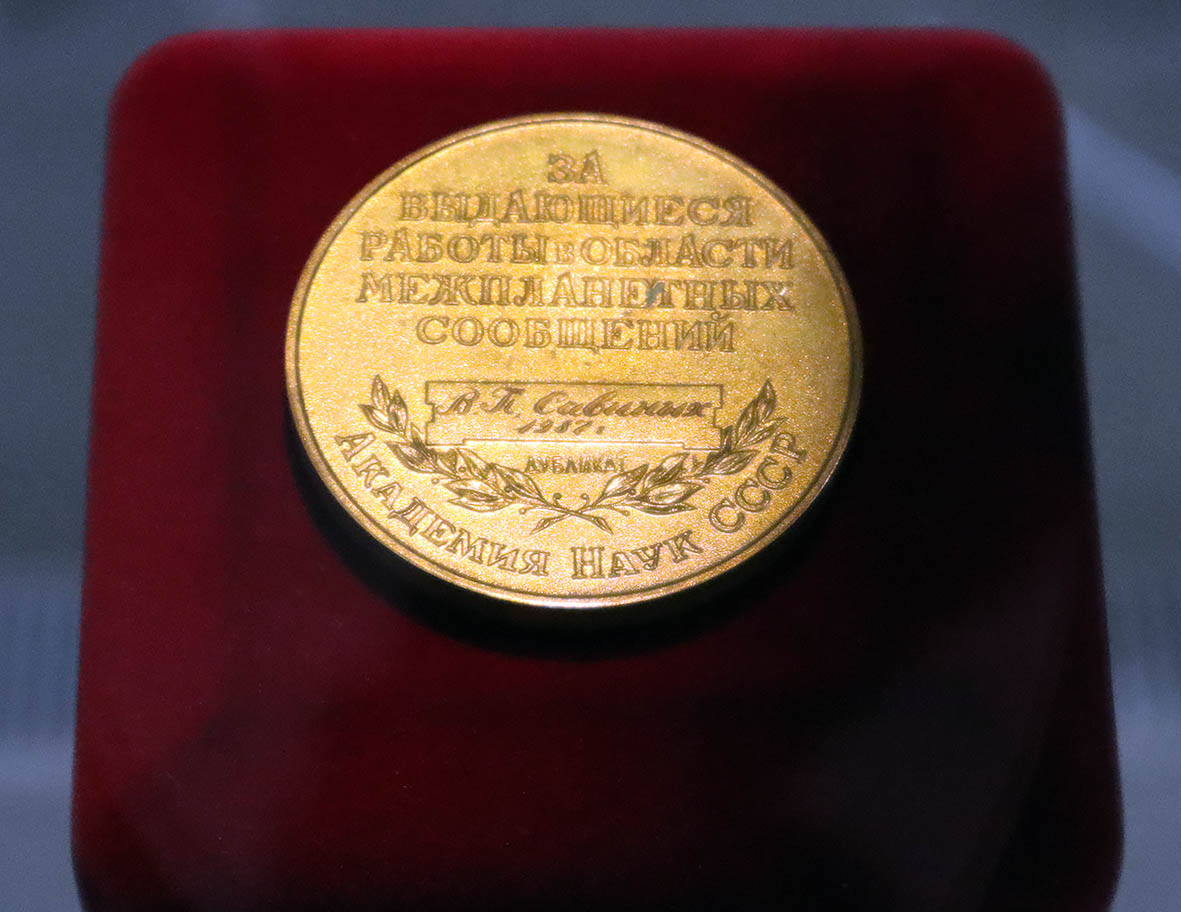 ЗА
ВЫДАЮЩИЕСЯ
РАБОТЫ в ОБЛАСТИ
МЕЖПЛАНЕТНЫХ
СООБЩЕНИЙ
В. П. Савиных
1987 г.
ДУБЛИКАТ
АКАДЕМИЯ НАУК СССР